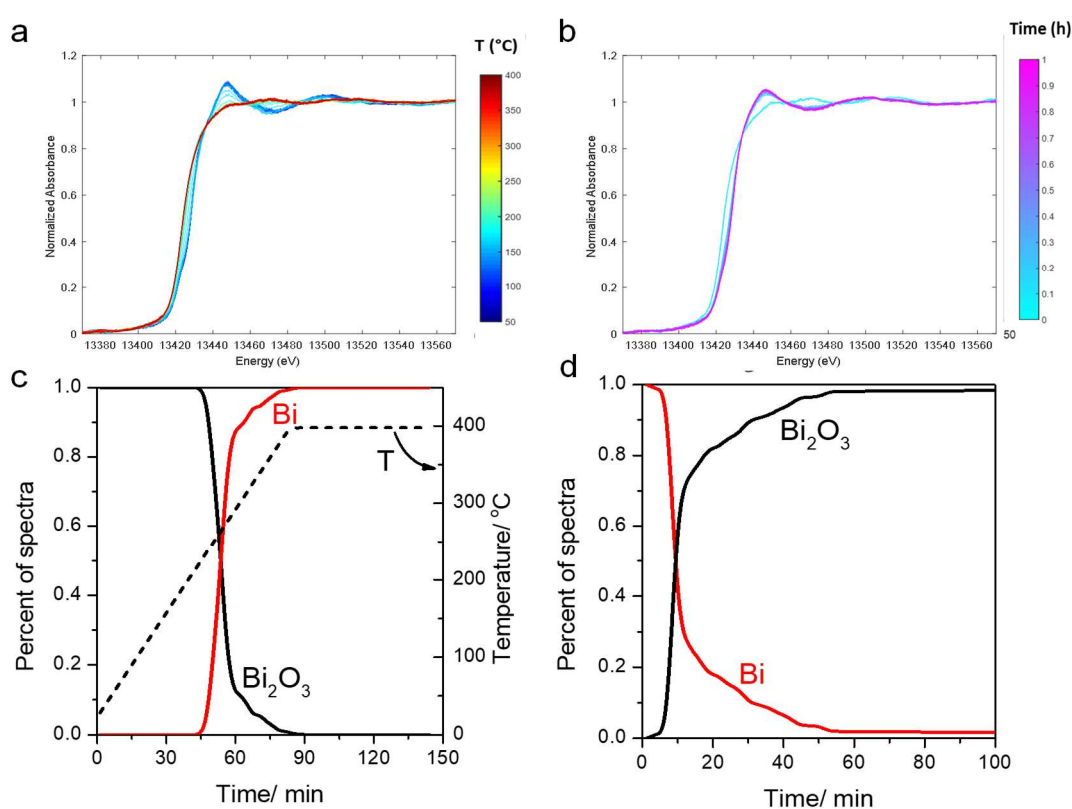 a
T (°C)
1.2
1
0.8
0.6
0.4
0.2
0
Normalized Absorbance
13380 13400 13420 13440 13460 13480 13500 13520 13540 13560
Energy (eV)
400
350
300
250
200
150
100
50
b
Time (h)
1.2
1
0.8
0.6
0.4
0.2
0
Normalized Absorbance
13380 13400 13420 13440 13460 13480 13500 13520 13540 13560
Energy (eV)
1
0.9
0.8
0.7
0.6
0.5
0.4
0.3
0.2
0.1
0
50
c
1.0
0.8
0.6
0.4
0.2
0.0
Percent of spectra
Bi
T
Bi2O3
400
300
200
100
0
Temperature/ °C
0 30 60 90 120 150
Time/ min
d
1.0
0.8
0.6
0.4
0.2
0.0
Percent of spectra
Bi2O3
Bi
0 20 40 60 80 100
Time/ min